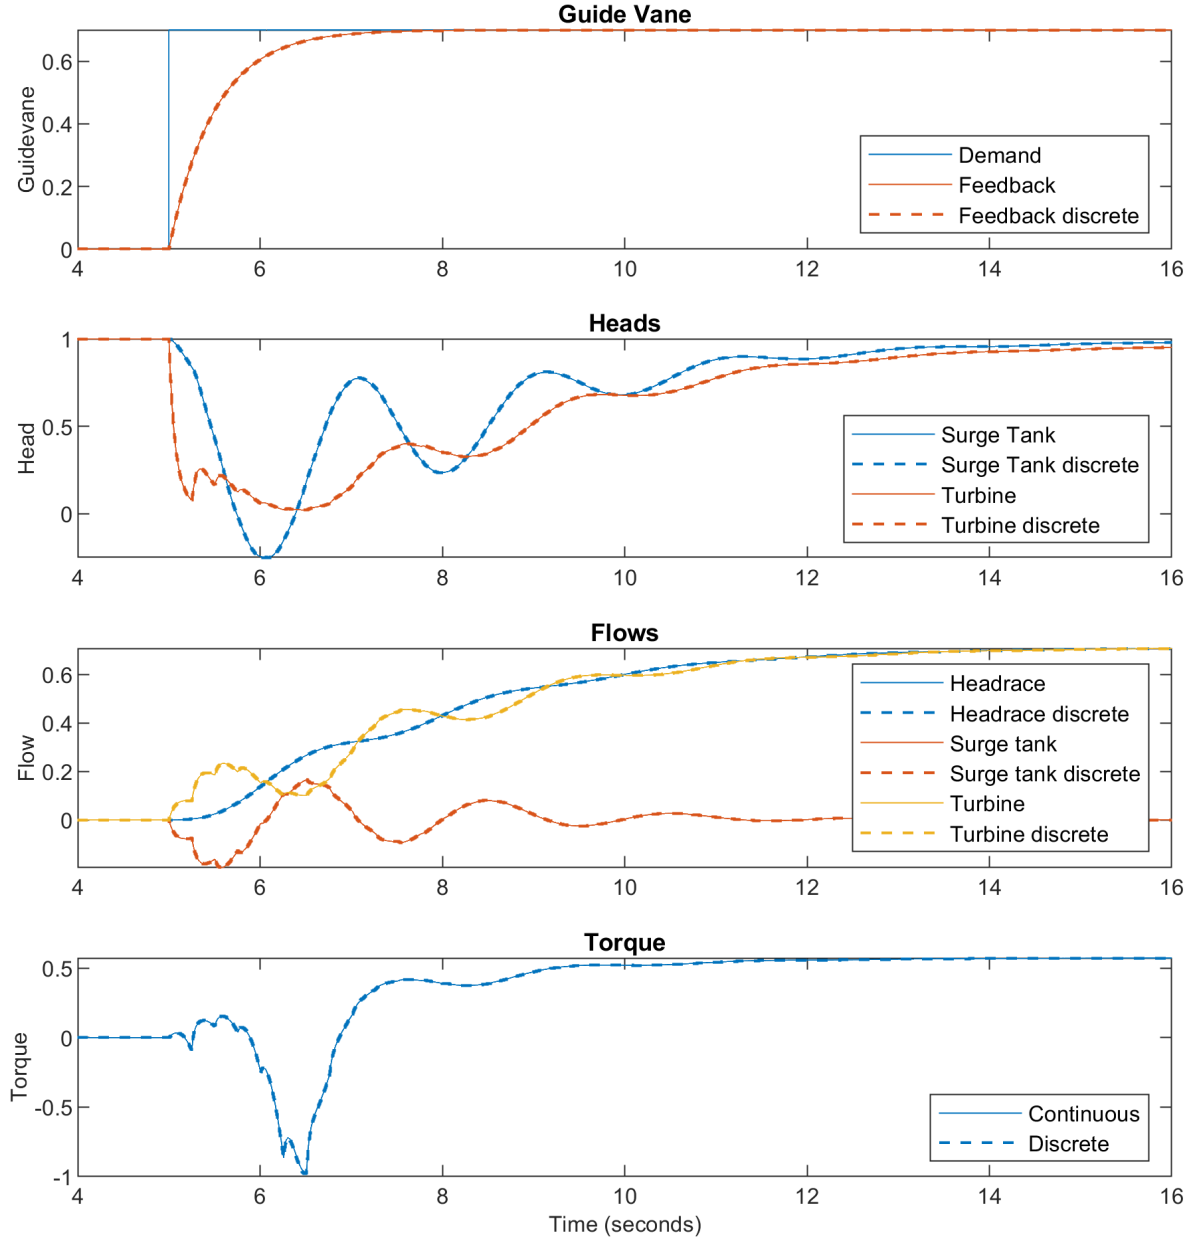 Guide Vane
Guidevane
0.6
0.4
0.2
0
4
6
8
10
12
14
16
Demand
Feedback
Feedback discrete
Heads
Head
1
0.5
0
4
6
8
10
12
14
16
Surge Tank
Surge Tank discrete
Turbine
Turbine discrete
Flows
Flow
0.6
0.4
0.2
0
4
6
8
10
12
14
16
Headrace
Headrace discrete
Surge tank
Surge tank discrete
Turbine
Turbine discrete
Torque
Torque
0.5
0
-0.5
-1
4
6
8
10
12
14
16
Continuous
Discrete
Time (seconds)